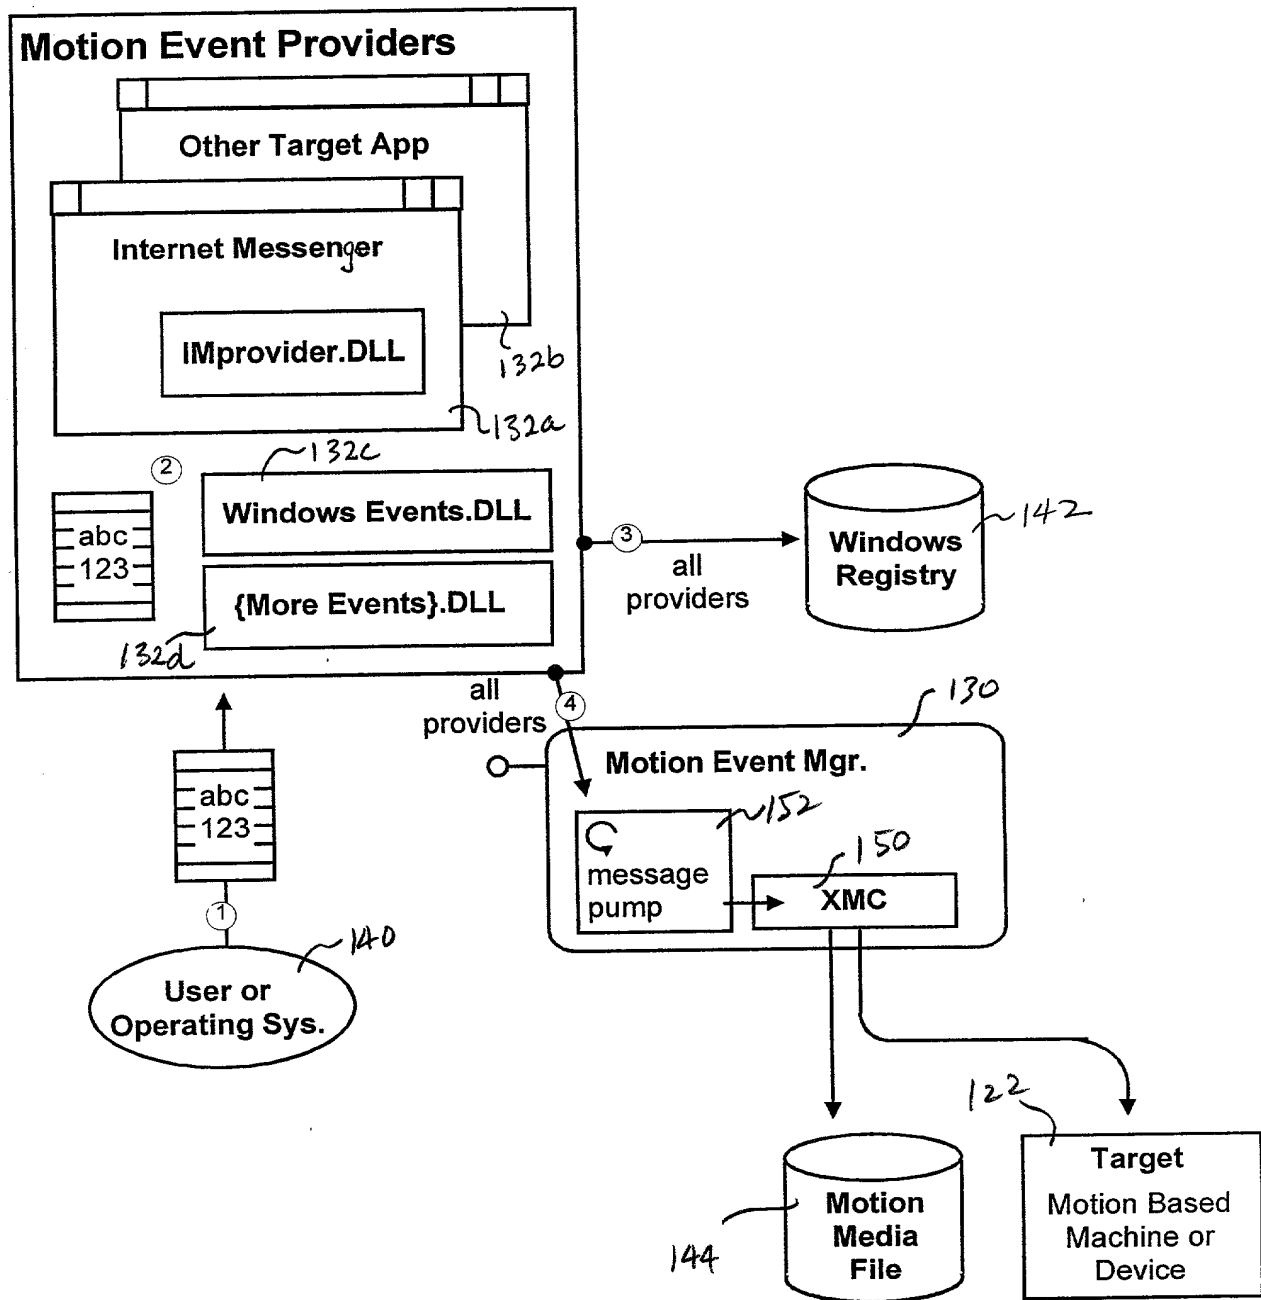 Motion Event Providers
Other Target App
Internet Messenger
IMprovider.DLL
132b
132a
132c
2
abc
123
Windows Events.DLL
{More Events}.DLL
132d
3
all
providers
Windows
Registry
142
all
providers
4
130
Motion Event Mgr.
152
message
pump
150
XMC
abc
123
1
140
User or
Operating Sys.
122
Motion
Media
File
144
Target
Motion Based
Machine or
Device